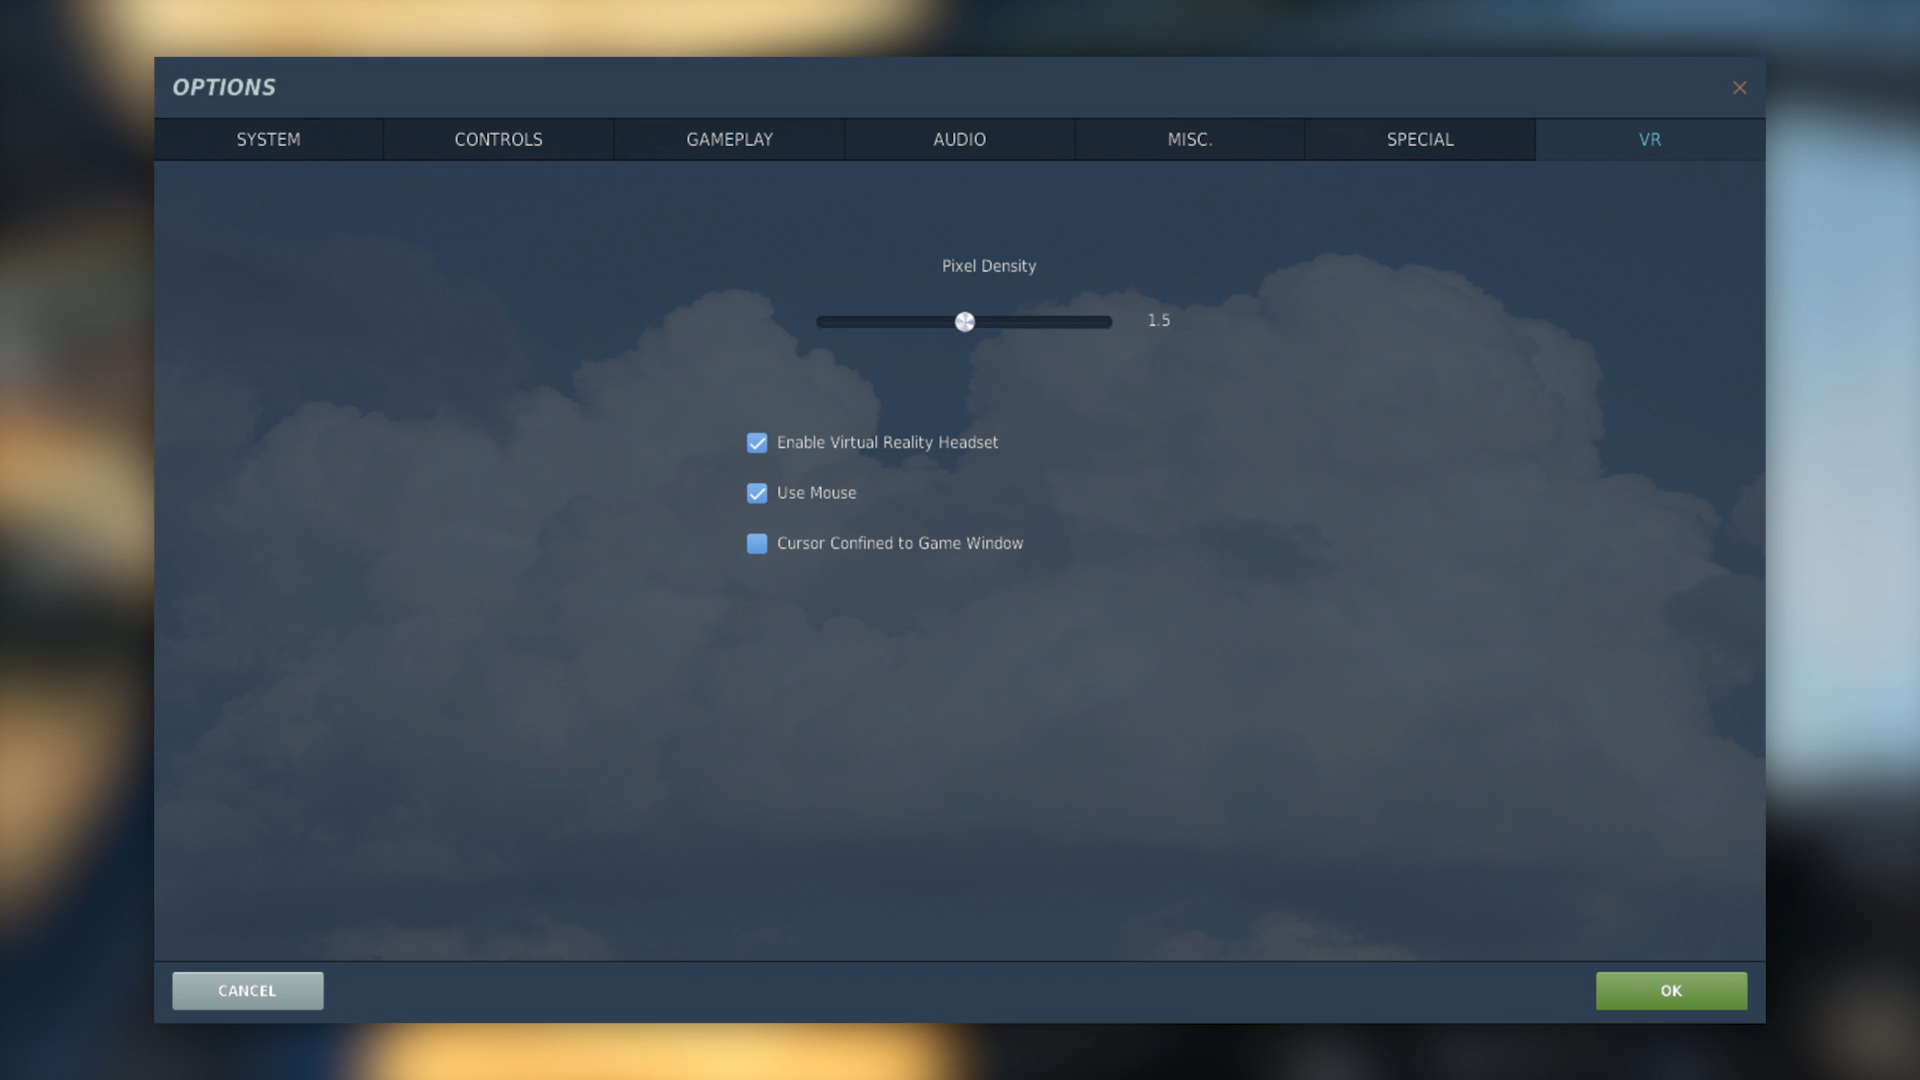 OPTIONS
SYSTEM CONTROLS GAMEPLAY AUDIO MISC. SPECIAL VR
Pixel Density
1.5
Enable Virtual Reality Headset
Use Mouse
Cursor Confined to Game Window
CANCEL OK